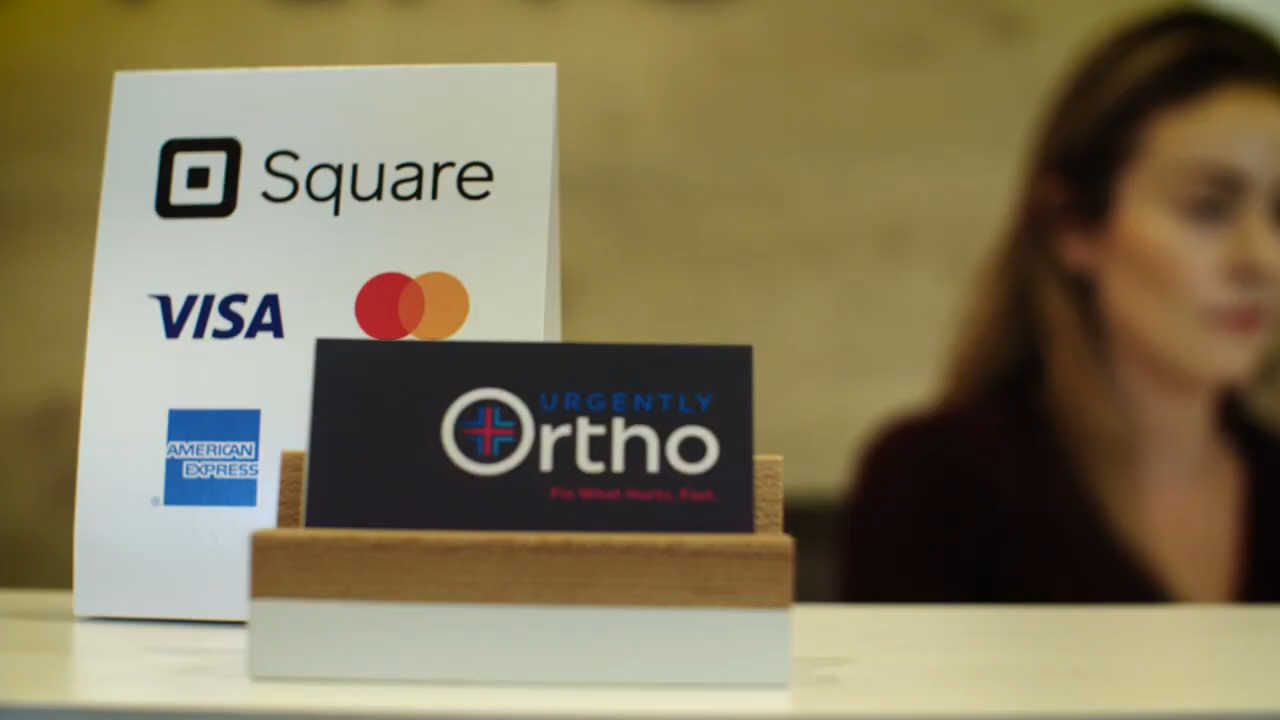 Square
VISA
AMERICAN
EXPRESS
®
URGENTLY
Ortho
Fix What Hurts. Fast.